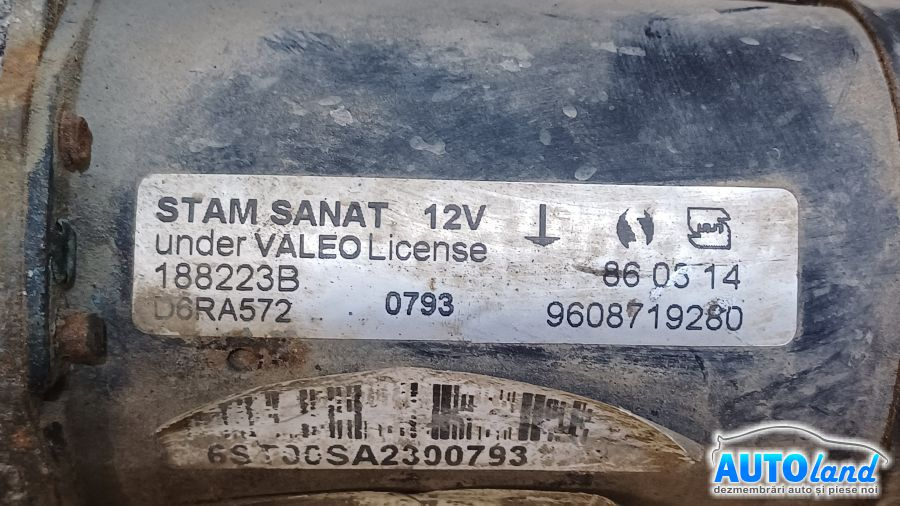 STAM SANAT 12V
under VALEO License
188223B 86 03 14
D6RA572 0793 9608719280
6ST00SA2300793
AUTOland
dezmembrări auto și piese noi